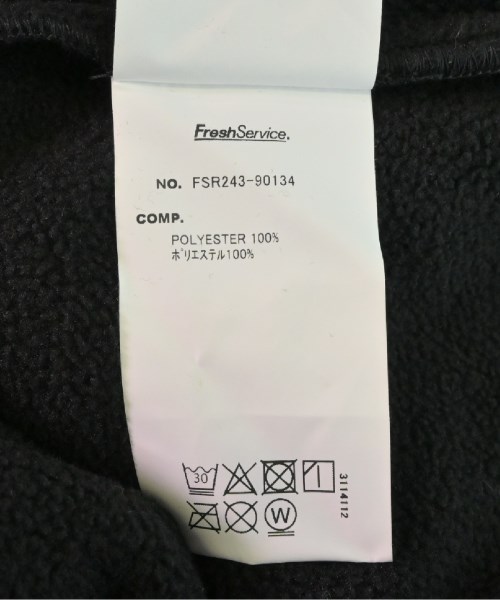 FreshService.
NO. FSR243-90134
COMP.
POLYESTER 100%
ポリエステル100%
30
W
3114112